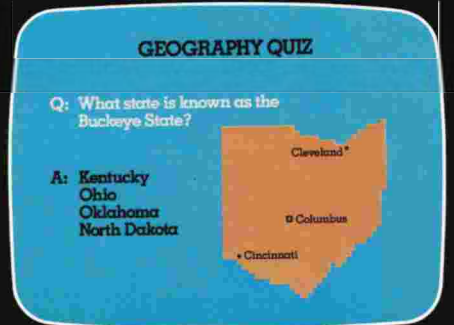 GEOGRAPHY QUIZ
Q: What state is known as the
Buckeye State?
A: Kentucky
Ohio
Oklahoma
North Dakota
Cleveland
Columbus
Cincinnati